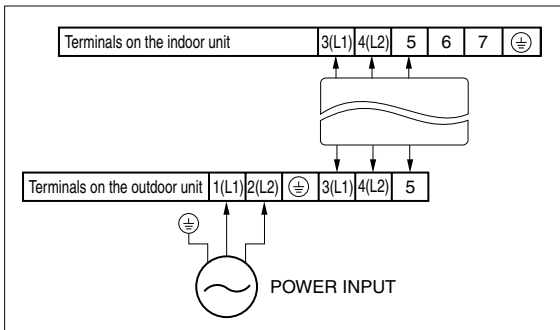 Terminals on the indoor unit 3(L1) 4(L2) 5 6 7
Terminals on the outdoor unit 1(L1) 2(L2) 3(L1) 4(L2) 5
POWER INPUT